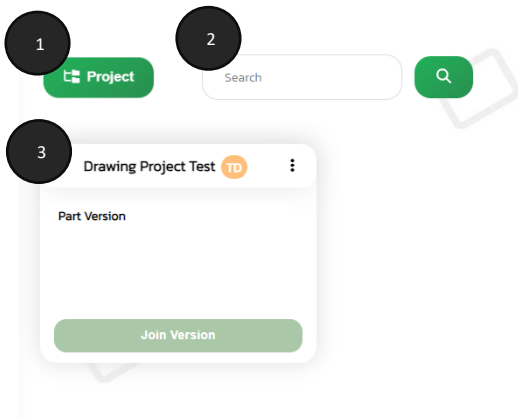 1
2
Project
Search
3
Drawing Project Test TD
Part Version
Join Version